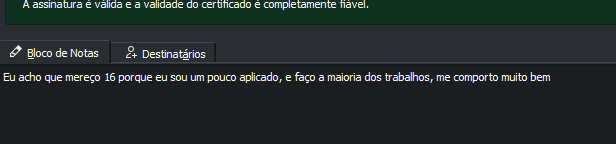 A assinatura é válida e a validade do certificado é completamente fiável.
Bloco de Notas Destinatários
Eu acho que mereço 16 porque eu sou um pouco aplicado, e faço a maioria dos trabalhos, me comporto muito bem